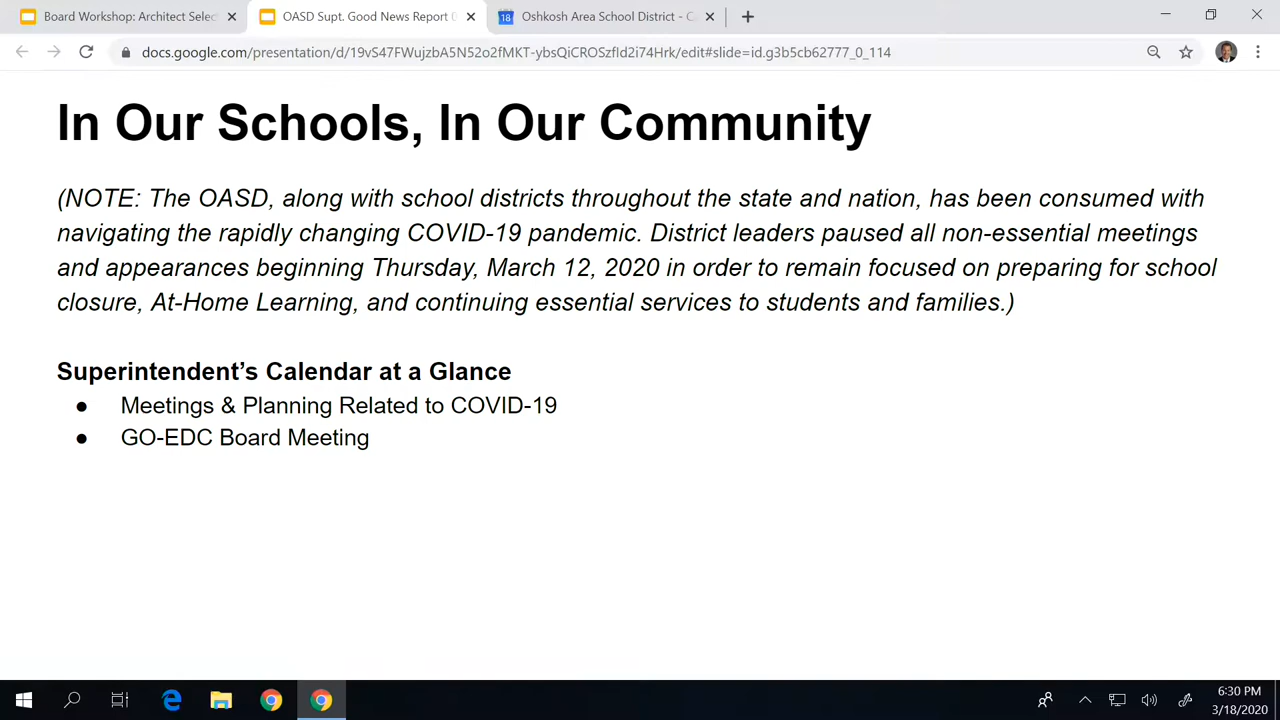 Board Workshop: Architect Selec
OASD Supt. Good News Report 0
Oshkosh Area School District - C
docs.google.com/presentation/d/19vS47FWujzbA5N52o2fMKT-ybsQiCROSzfId2i74Hrk/edit#slide=id.g3b5cb62777_0_114
In Our Schools, In Our Community
(NOTE: The OASD, along with school districts throughout the state and nation, has been consumed with
navigating the rapidly changing COVID-19 pandemic. District leaders paused all non-essential meetings
and appearances beginning Thursday, March 12, 2020 in order to remain focused on preparing for school
closure, At-Home Learning, and continuing essential services to students and families.)
Superintendent’s Calendar at a Glance
● Meetings & Planning Related to COVID-19
● GO-EDC Board Meeting
6:30 PM
3/18/2020